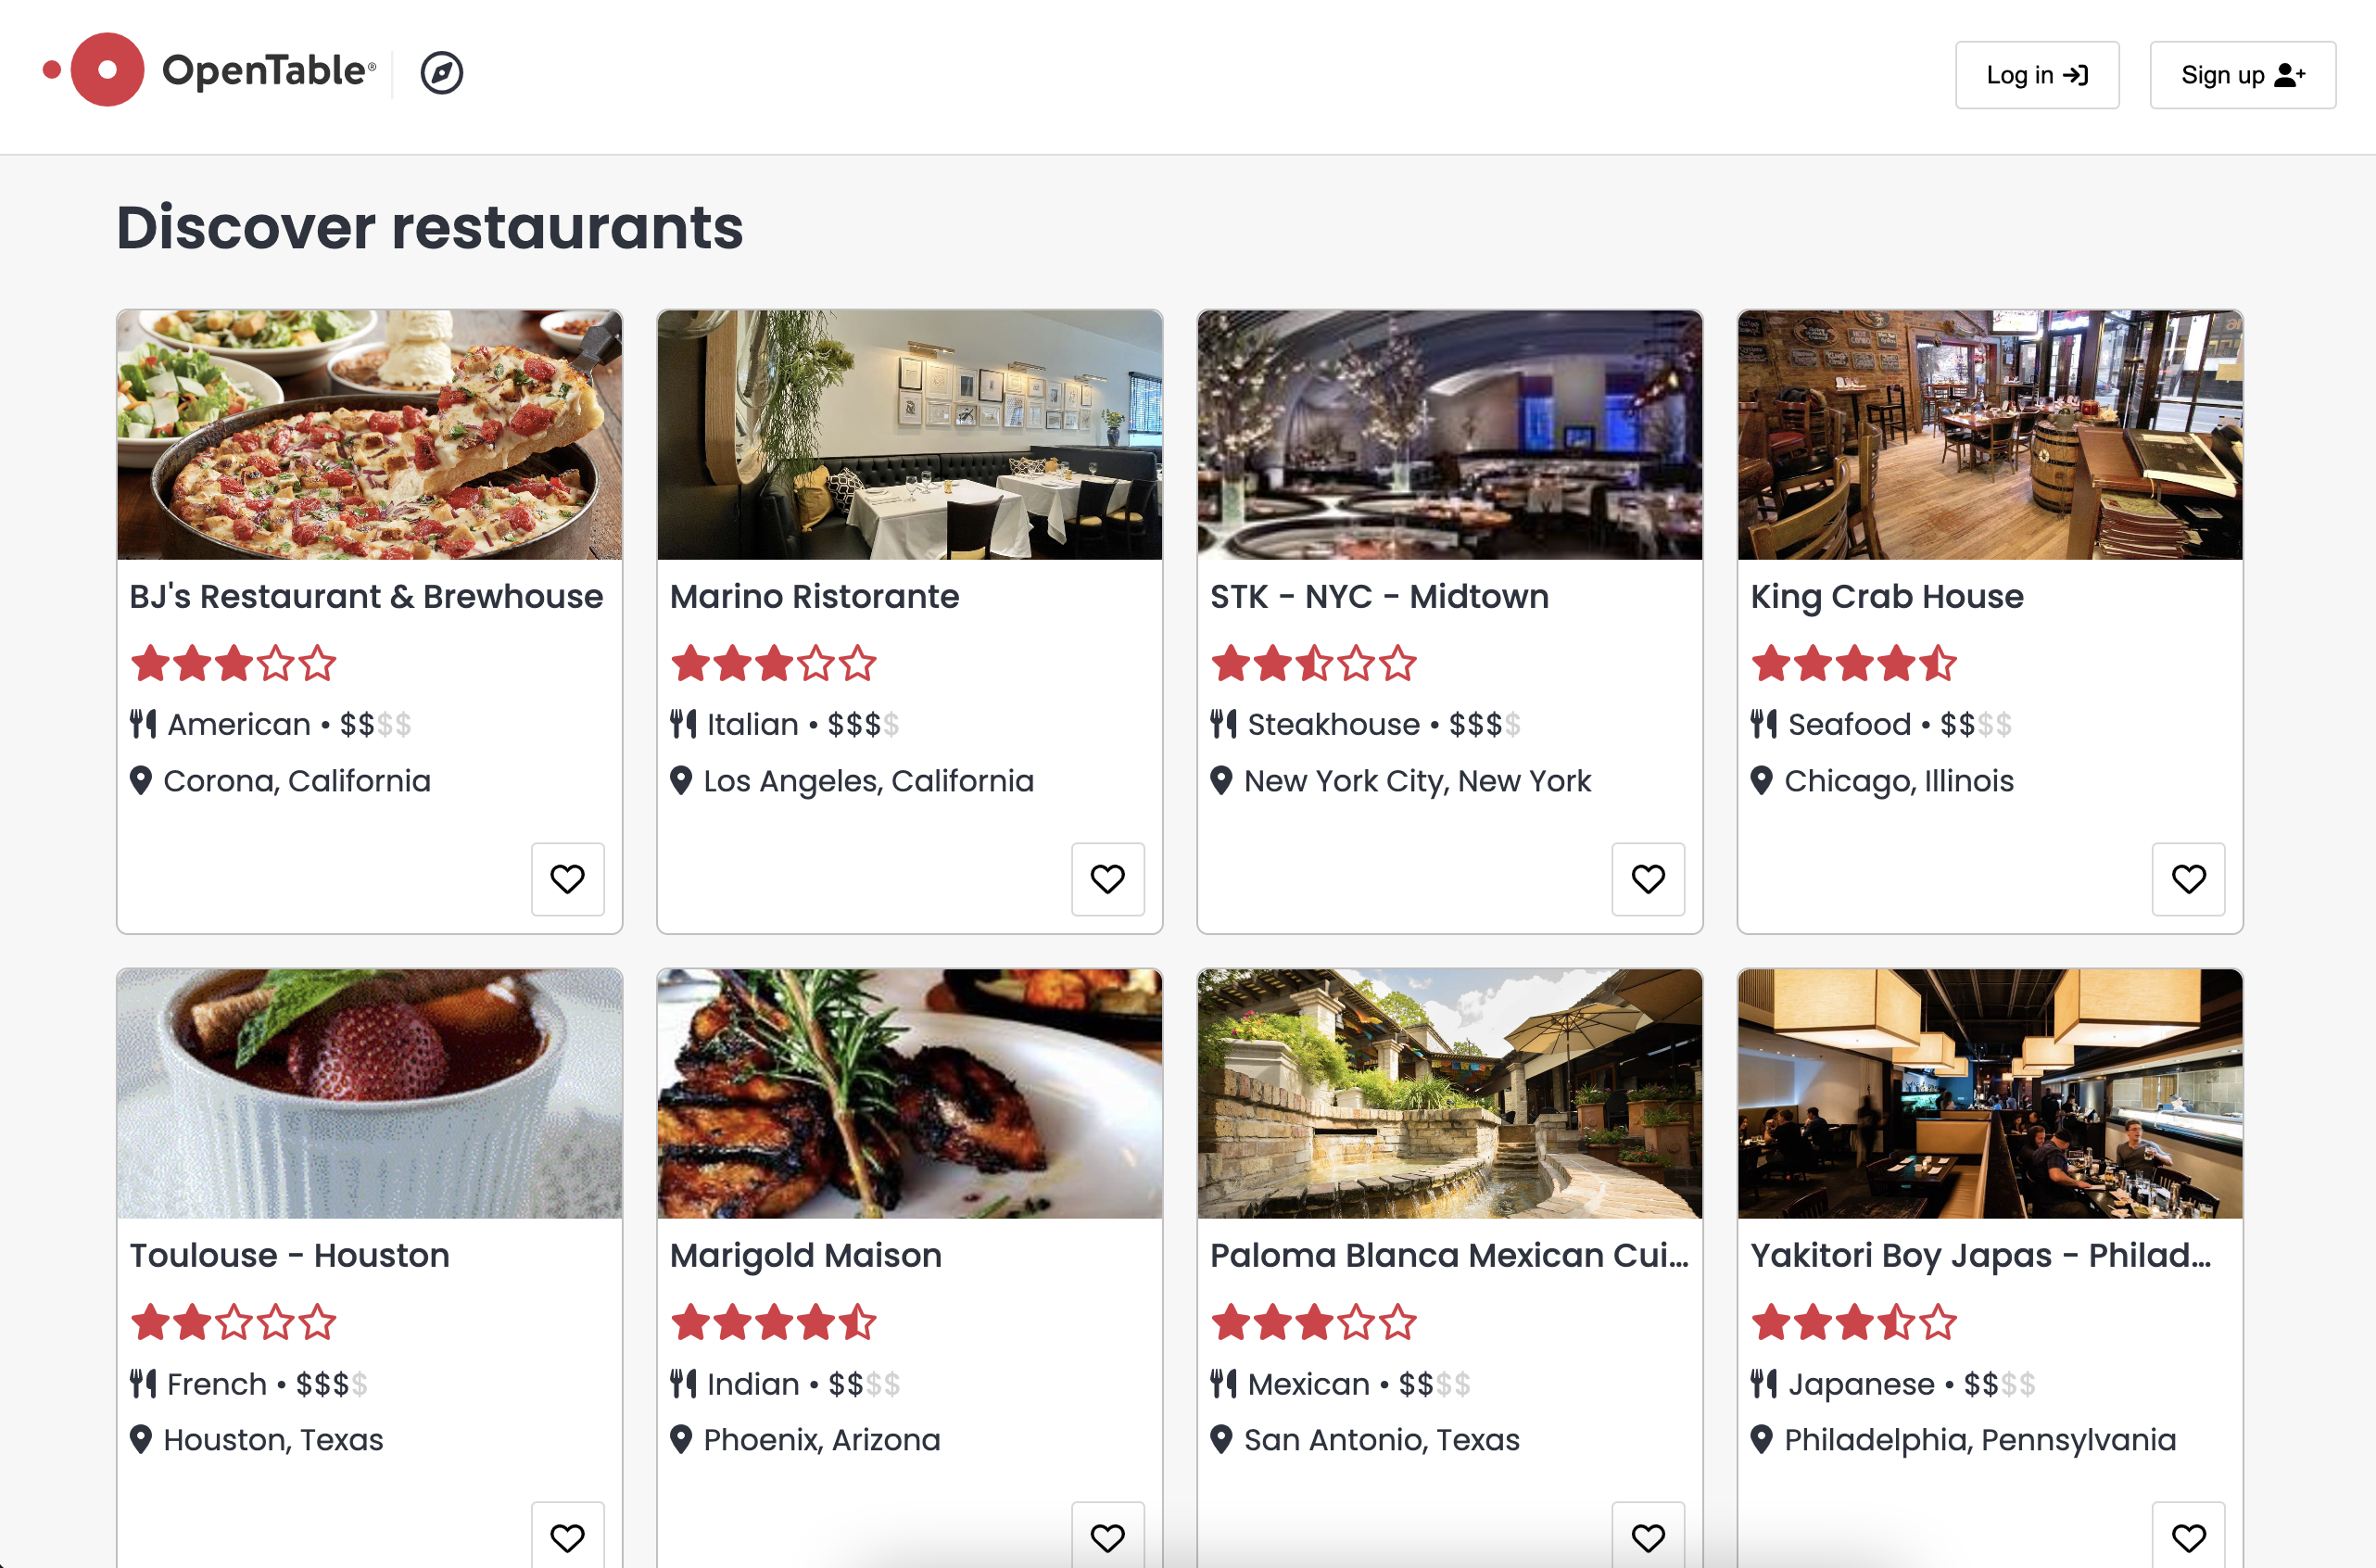 OpenTable®
Log in
Sign up
Discover restaurants
BJ's Restaurant & Brewhouse
American • $$$$
Corona, California
Marino Ristorante
Italian • $$$$
Los Angeles, California
STK - NYC - Midtown
Steakhouse • $$$$
New York City, New York
King Crab House
Seafood • $$$$
Chicago, Illinois
Toulouse - Houston
French • $$$$
Houston, Texas
Marigold Maison
Indian • $$$$
Phoenix, Arizona
Paloma Blanca Mexican Cui...
Mexican • $$$$
San Antonio, Texas
Yakitori Boy Japas - Philad...
Japanese • $$$$
Philadelphia, Pennsylvania